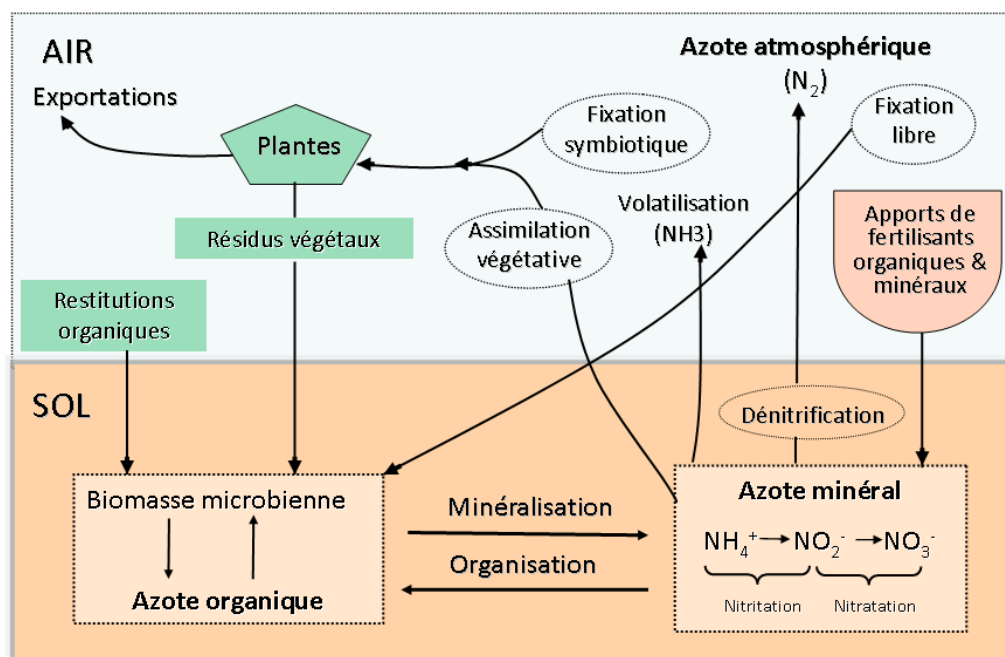 AIR
Azote atmosphérique
(N₂)
Exportations
Fixation
symbiotique
Fixation
libre
Plantes
Volatilisation
(NH3)
Apports de
fertilisants
organiques &
minéraux
Résidus végétaux
Assimilation
végétative
Restitutions
organiques
SOL
Dénitrification
Biomasse microbienne
Azote organique
Minéralisation
Organisation
Azote minéral
NH₄⁺ → NO₂⁻ → NO₃⁻
Nitritation
Nitratation